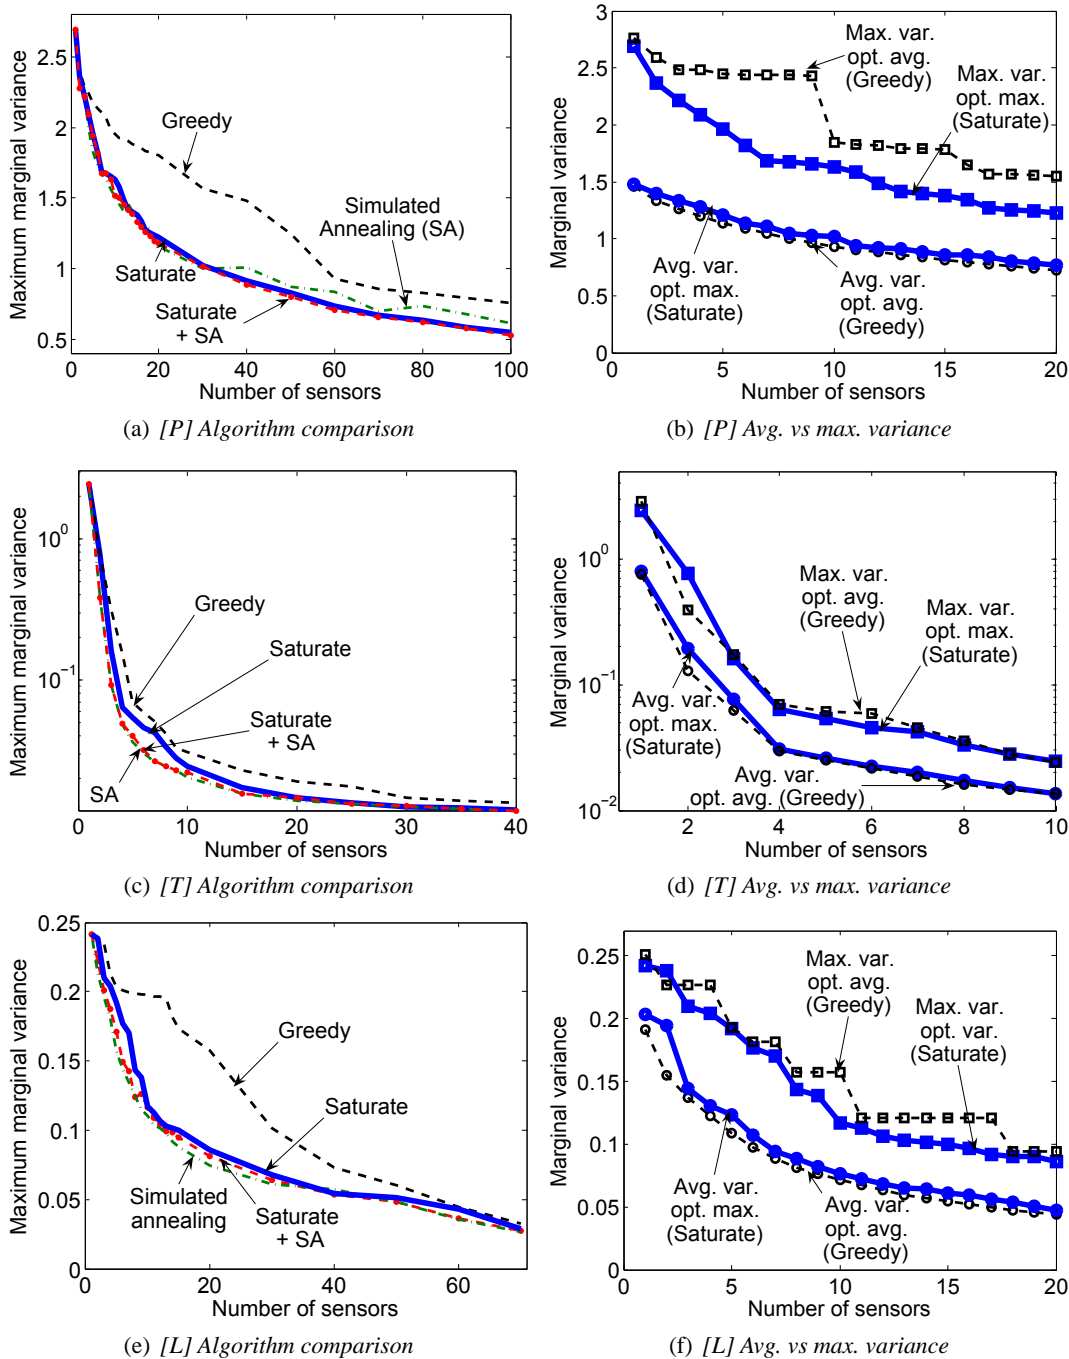 2.5
2
1.5
1
0.5
0
20
40
60
80
100
Maximum marginal variance
Number of sensors
Greedy
Simulated
Annealing (SA)
Saturate
Saturate
+ SA
(a) [P] Algorithm comparison
3
2.5
2
1.5
1
0.5
0
0
5
10
15
20
Marginal variance
Number of sensors
Max. var.
opt. avg.
(Greedy)
Max. var.
opt. max.
(Saturate)
Avg. var.
opt. max.
(Saturate)
Avg. var.
opt. avg.
(Greedy)
(b) [P] Avg. vs max. variance
10^0
10^-1
0
10
20
30
40
Maximum marginal variance
Number of sensors
Greedy
Saturate
Saturate
+ SA
SA
(c) [T] Algorithm comparison
10^0
10^-1
10^-2
2
4
6
8
10
Marginal variance
Number of sensors
Max. var.
opt. avg.
(Greedy)
Max. var.
opt. max.
(Saturate)
Avg. var.
opt. max.
(Saturate)
Avg. var.
opt. avg. (Greedy)
(d) [T] Avg. vs max. variance
0.25
0.2
0.15
0.1
0.05
0
0
20
40
60
Maximum marginal variance
Number of sensors
Greedy
Saturate
Simulated
annealing
Saturate
+ SA
(e) [L] Algorithm comparison
0.25
0.2
0.15
0.1
0.05
0
0
5
10
15
20
Marginal variance
Number of sensors
Max. var.
opt. avg.
(Greedy)
Max. var.
opt. var.
(Saturate)
Avg. var.
opt. max.
(Saturate)
Avg. var.
opt. avg.
(Greedy)
(f) [L] Avg. vs max. variance